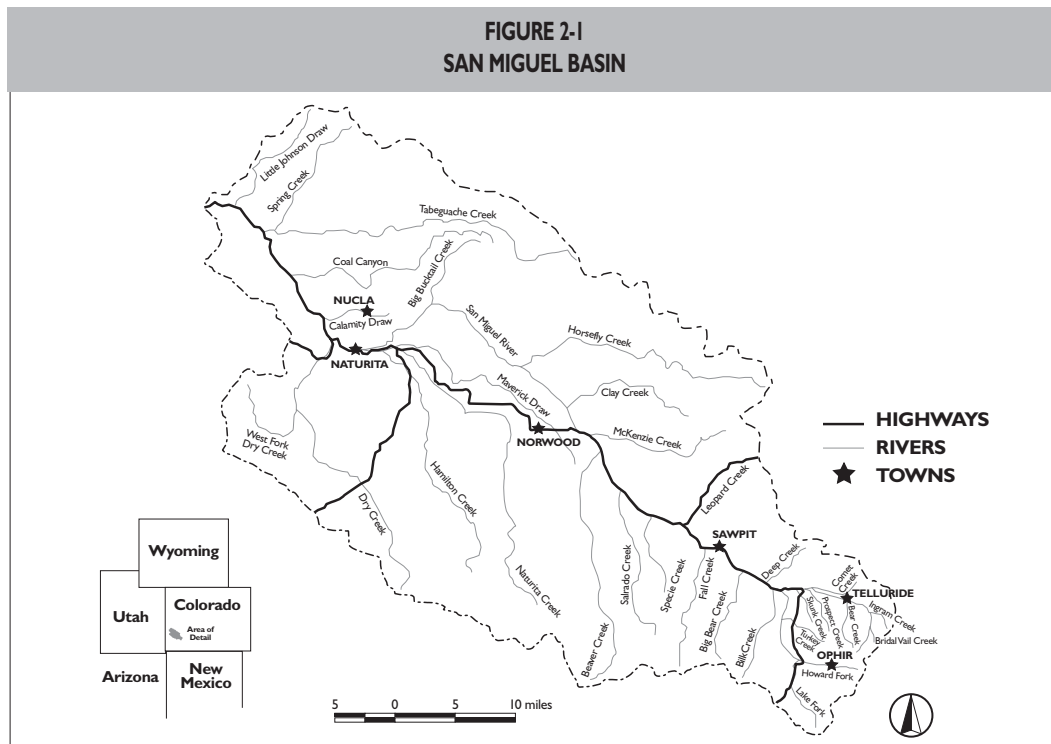 FIGURE 2-1
SAN MIGUEL BASIN
Little Johnson Draw
Spring Creek
Tabeguache Creek
Coal Canyon
Big Bucktail Creek
NUCLA
Calamity Draw
San Miguel River
Horsefly Creek
NATURITA
Maverick Draw
Clay Creek
HIGHWAYS
RIVERS
TOWNS
West Fork
Dry Creek
NORWOOD
McKenzie Creek
Hamilton Creek
Leopard Creek
Dry Creek
SAWPIT
Deep Creek
Naturita Creek
Salrado Creek
Specie Creek
Fall Creek
Big Bear Creek
Bilk Creek
Beaver Creek
Cornet
Creek
TELLURIDE
Skunk Creek
Prospect Creek
Bear Creek
Ingram Creek
Bridal Vail Creek
Turkey
Creek
OPHIR
Howard Fork
Lake Fork
Wyoming
Utah
Colorado
Area of
Detail
Arizona
New
Mexico
5 0 5 10 miles